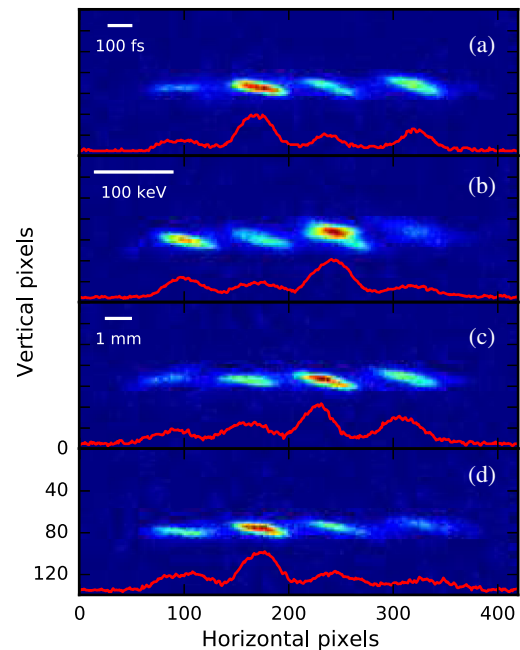 (a)
100 fs
(b)
100 keV
(c)
1 mm
(d)
Vertical pixels
0
40
80
120
0 100 200 300 400
Horizontal pixels